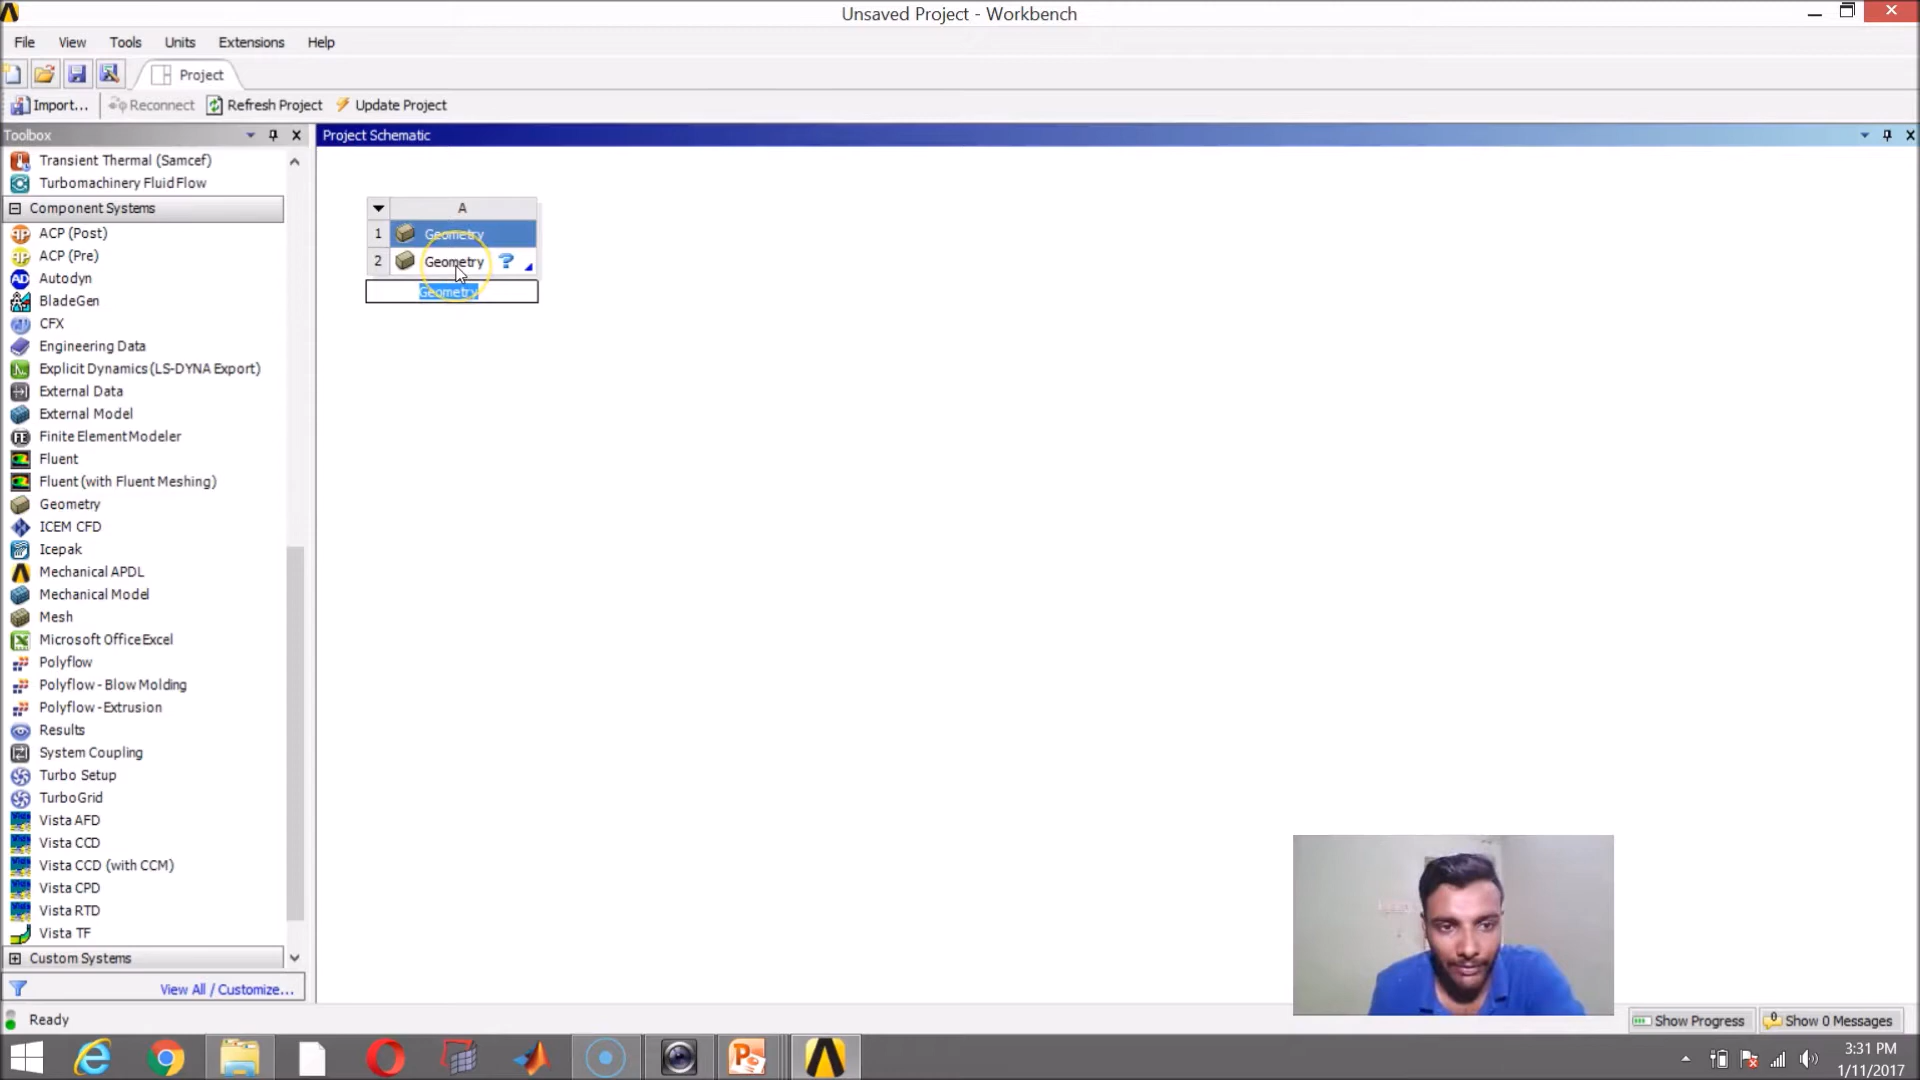 Unsaved Project - Workbench
File View Tools Units Extensions Help
Project
Import... Reconnect Refresh Project Update Project
Toolbox
Project Schematic
Transient Thermal (Samcef)
Turbomachinery Fluid Flow
Component Systems
ACP (Post)
ACP (Pre)
Autodyn
BladeGen
CFX
Engineering Data
Explicit Dynamics (LS-DYNA Export)
External Data
External Model
Finite Element Modeler
Fluent
Fluent (with Fluent Meshing)
Geometry
ICEM CFD
Icepak
Mechanical APDL
Mechanical Model
Mesh
Microsoft Office Excel
Polyflow
Polyflow - Blow Molding
Polyflow - Extrusion
Results
System Coupling
Turbo Setup
TurboGrid
Vista AFD
Vista CCD
Vista CCD (with CCM)
Vista CPD
Vista RTD
Vista TF
Custom Systems
View All / Customize...
A
1 Geometry
2 Geometry ?
Geometry
Ready
Show Progress
Show 0 Messages
3:31 PM
1/11/2017